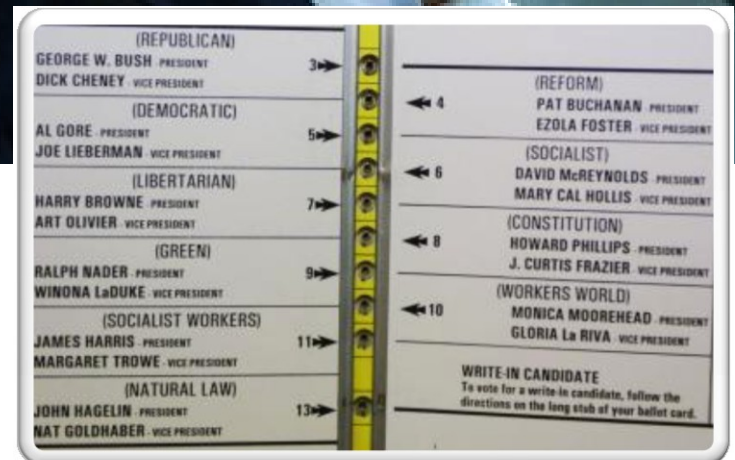 (REPUBLICAN)
GEORGE W. BUSH - PRESIDENT
DICK CHENEY - VICE PRESIDENT
3
(DEMOCRATIC)
AL GORE - PRESIDENT
JOE LIEBERMAN - VICE PRESIDENT
5
(LIBERTARIAN)
HARRY BROWNE - PRESIDENT
ART OLIVIER - VICE PRESIDENT
7
(GREEN)
RALPH NADER - PRESIDENT
WINONA LaDUKE - VICE PRESIDENT
9
(SOCIALIST WORKERS)
JAMES HARRIS - PRESIDENT
MARGARET TROWE - VICE PRESIDENT
11
(NATURAL LAW)
JOHN HAGELIN - PRESIDENT
NAT GOLDHABER - VICE PRESIDENT
13
(REFORM)
4 PAT BUCHANAN - PRESIDENT
EZOLA FOSTER - VICE PRESIDENT
(SOCIALIST)
6 DAVID McREYNOLDS - PRESIDENT
MARY CAL HOLLIS - VICE PRESIDENT
(CONSTITUTION)
8 HOWARD PHILLIPS - PRESIDENT
J. CURTIS FRAZIER - VICE PRESIDENT
(WORKERS WORLD)
10 MONICA MOOREHEAD - PRESIDENT
GLORIA La RIVA - VICE PRESIDENT
WRITE-IN CANDIDATE
To vote for a write-in candidate, follow the
directions on the long stub of your ballot card.